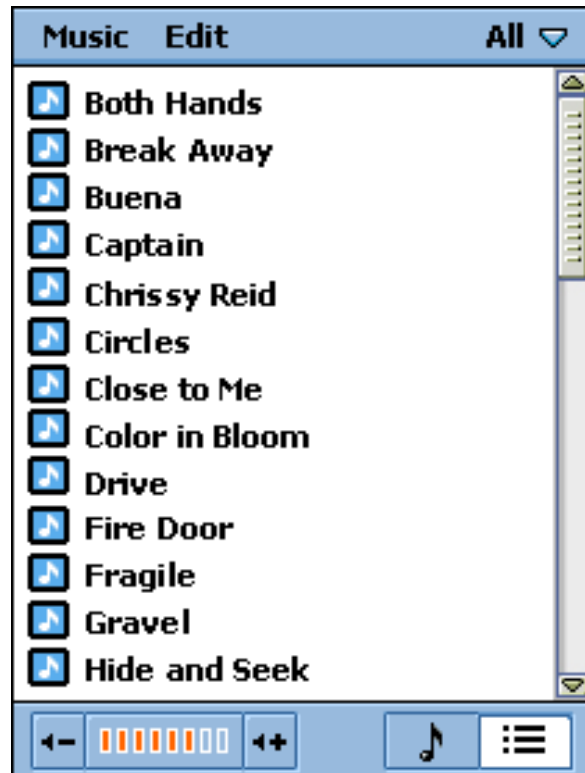 Music Edit All
Both Hands
Break Away
Buena
Captain
Chrissy Reid
Circles
Close to Me
Color in Bloom
Drive
Fire Door
Fragile
Gravel
Hide and Seek